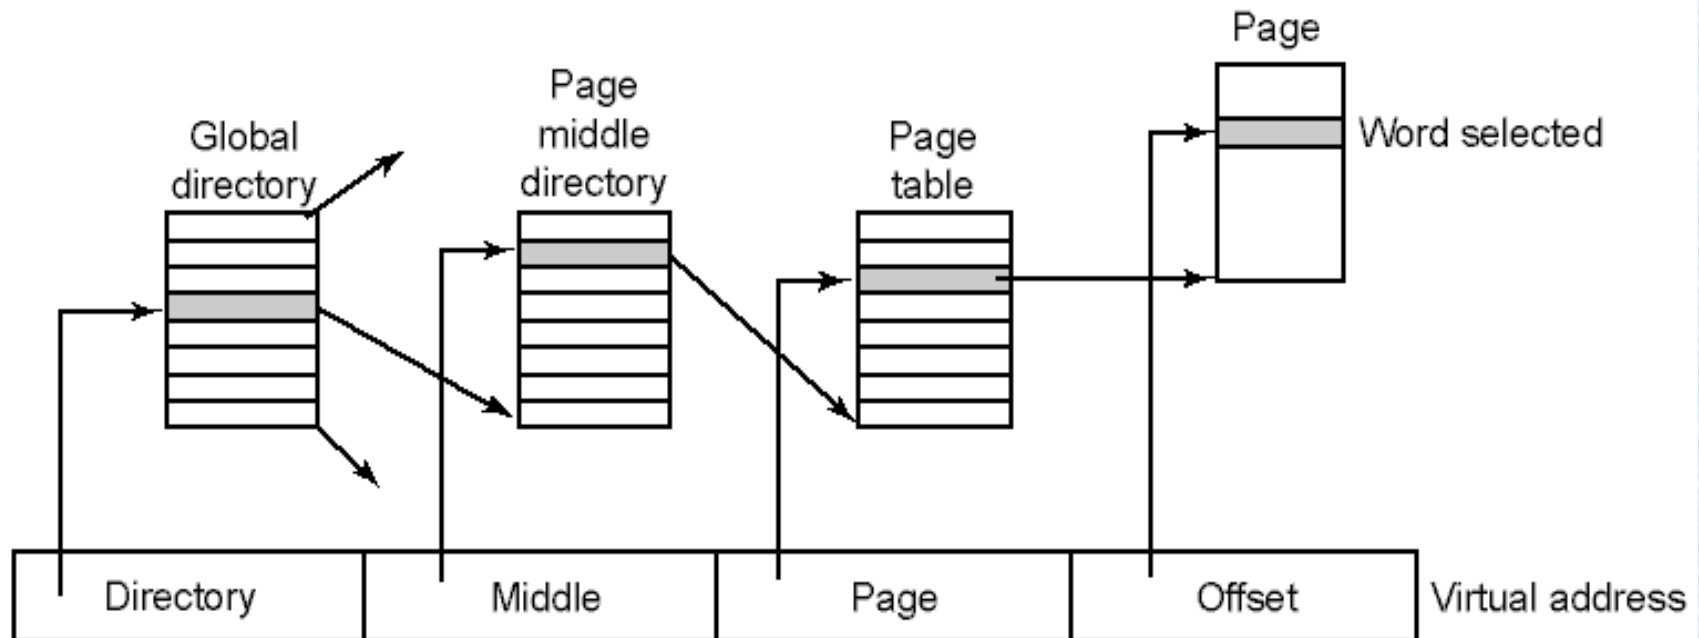 Global
directory
Page
middle
directory
Page
table
Page
Word selected
Directory
Middle
Page
Offset
Virtual address